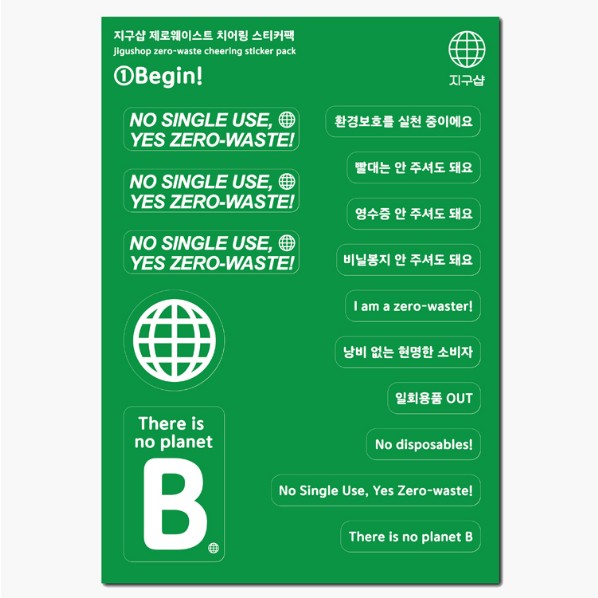 지구샵 제로웨이스트 치어링 스티커팩
jigushop zero-waste cheering sticker pack
①Begin!
지구샵
NO SINGLE USE,
YES ZERO-WASTE!
NO SINGLE USE,
YES ZERO-WASTE!
NO SINGLE USE,
YES ZERO-WASTE!
There is
no planet
B
환경보호를 실천 중이에요
빨대는 안 주셔도 돼요
영수증 안 주셔도 돼요
비닐봉지 안 주셔도 돼요
I am a zero-waster!
낭비 없는 현명한 소비자
일회용품 OUT
No disposables!
No Single Use, Yes Zero-waste!
There is no planet B